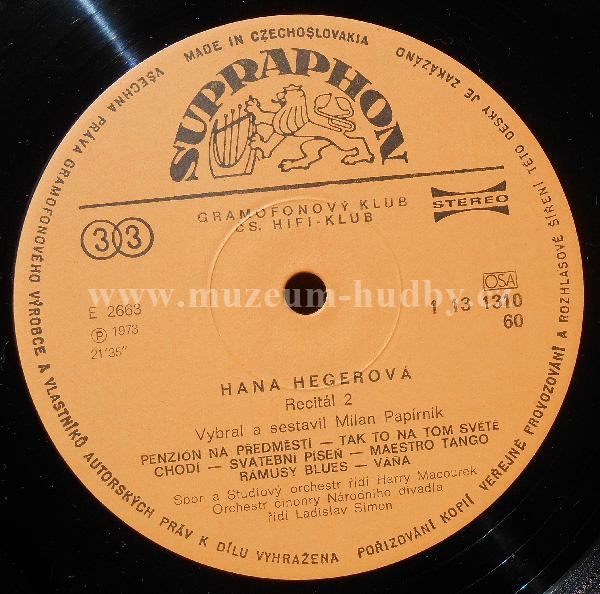 MADE IN CZECHOSLOVAKIA
VŠECHNA PRÁVA GRAMOFONOVÉHO VÝROBCE A VLASTNÍKŮ AUTORSKÝCH PRÁV K DÍLU VYHRAŽENA
POŘIZOVÁNÍ KOPIÍ VEŘEJNÉ PROVOZOVÁNÍ A ROZHLASOVÉ ŠÍŘENÍ TÉTO DESKY JE ZAKÁZÁNO
SUPRAPHON
GRAMOFONOVÝ KLUB
ČS. HIFI-KLUB
33
STEREO
OSA
www.muzeum-hudby.cz
E 2663
Ⓟ 1973
21'35"
1 13 1310
60
HANA HEGEROVÁ
Recitál 2
Vybral a sestavil Milan Papírník
PENZIÓN NA PŘEDMĚSTÍ — TAK TO NA TOM SVĚTĚ
CHODÍ — SVATEBNÍ PÍSEŇ — MAESTRO TANGO
RÁMUSY BLUES — VÁŇA
Sbor a Studiový orchestr řídí Harry Macourek
Orchestr činohry Národního divadla
řídí Ladislav Simon